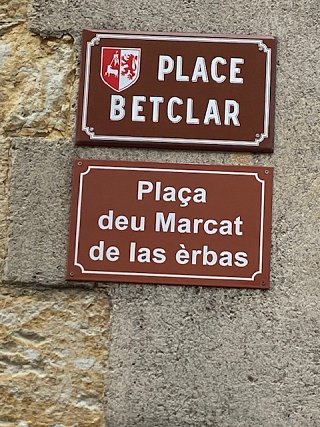 PLACE
BETCLAR
Plaça
deu Marcat
de las èrbas